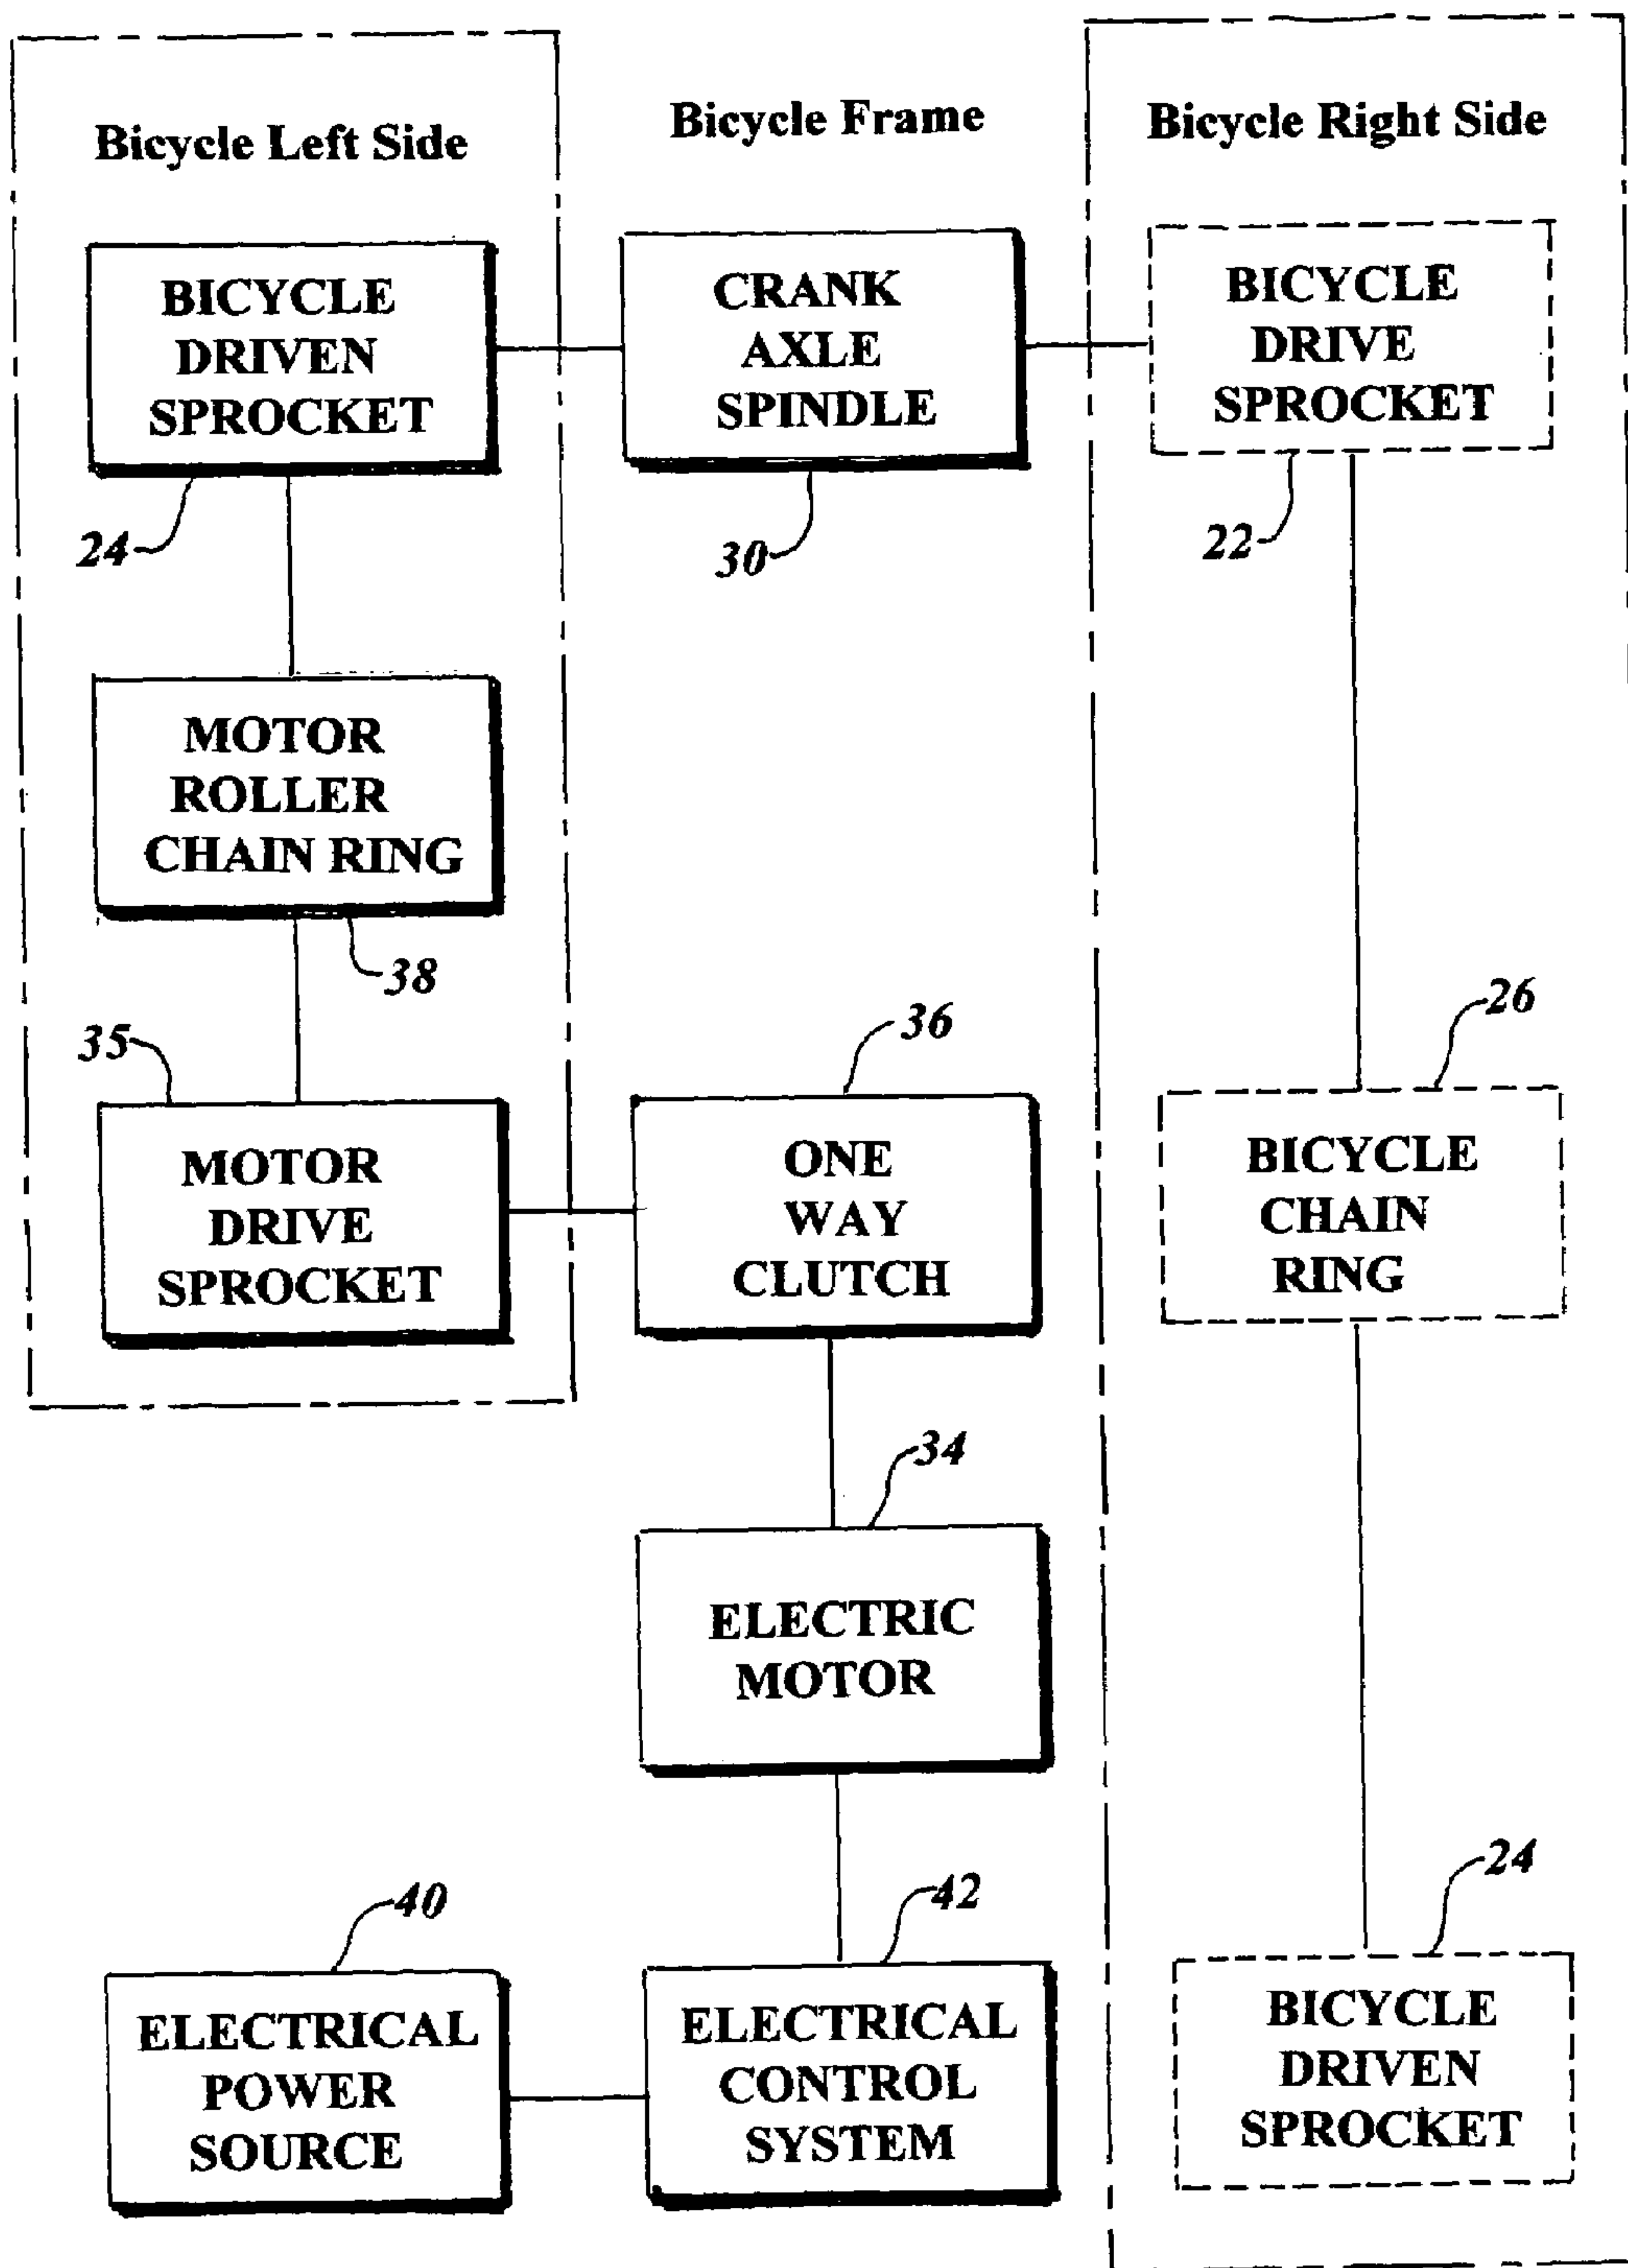 Bicycle Left Side
Bicycle Frame
Bicycle Right Side
BICYCLE
DRIVEN
SPROCKET
24
CRANK
AXLE
SPINDLE
30
BICYCLE
DRIVE
SPROCKET
22
MOTOR
ROLLER
CHAIN RING
38
35
MOTOR
DRIVE
SPROCKET
36
ONE
WAY
CLUTCH
26
BICYCLE
CHAIN
RING
34
ELECTRIC
MOTOR
40
ELECTRICAL
POWER
SOURCE
42
ELECTRICAL
CONTROL
SYSTEM
24
BICYCLE
DRIVEN
SPROCKET